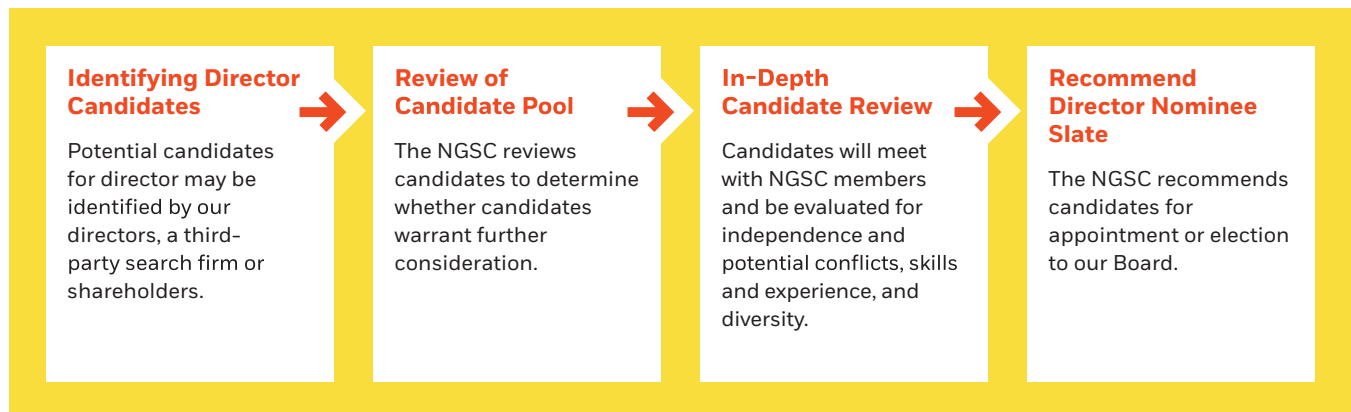 Identifying Director
Candidates
Potential candidates
for director may be
identified by our
directors, a third-
party search firm or
shareholders.
Review of
Candidate Pool
The NGSC reviews
candidates to determine
whether candidates
warrant further
consideration.
In-Depth
Candidate Review
Candidates will meet
with NGSC members
and be evaluated for
independence and
potential conflicts, skills
and experience, and
diversity.
Recommend
Director Nominee
Slate
The NGSC recommends
candidates for
appointment or election
to our Board.